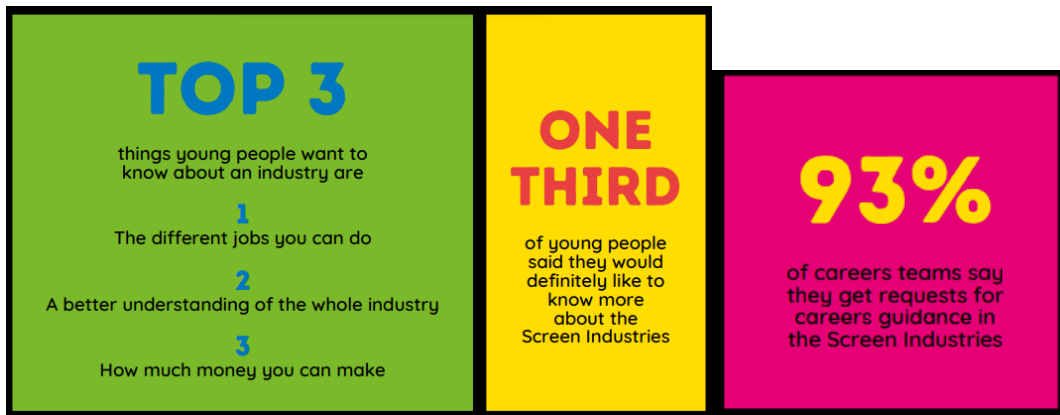 TOP 3
things young people want to
know about an industry are
1
The different jobs you can do
2
A better understanding of the whole industry
3
How much money you can make
ONE
THIRD
of young people
said they would
definitely like to
know more
about the
Screen Industries
93%
of careers teams say
they get requests for
careers guidance in
the Screen Industries